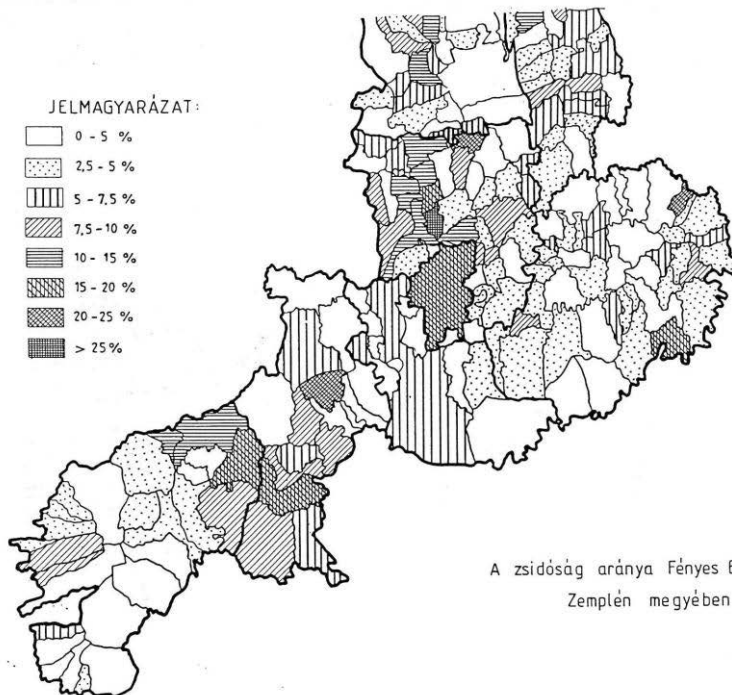 JELMAGYARÁZAT:
0 - 5 %
2,5 - 5 %
5 - 7,5 %
7,5 - 10 %
10 - 15 %
15 - 20 %
20 - 25 %
> 25 %
A zsidóság aránya Fényes
Zemplén megyében